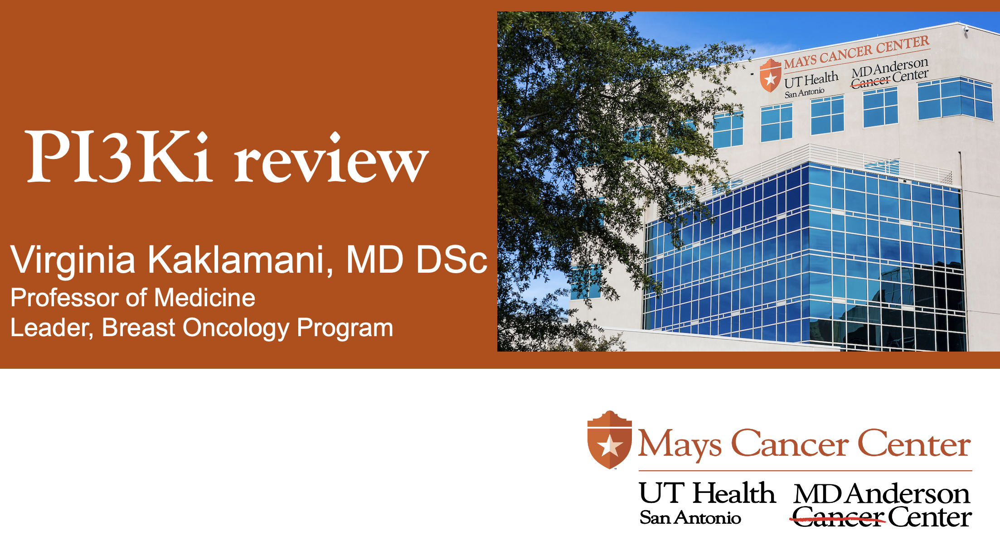 PI3Ki review
Virginia Kaklamani, MD DSc
Professor of Medicine
Leader, Breast Oncology Program
MAYS CANCER CENTER
UT Health
San Antonio
MD Anderson
Cancer Center
Mays Cancer Center
UT Health
San Antonio
MD Anderson
Cancer Center